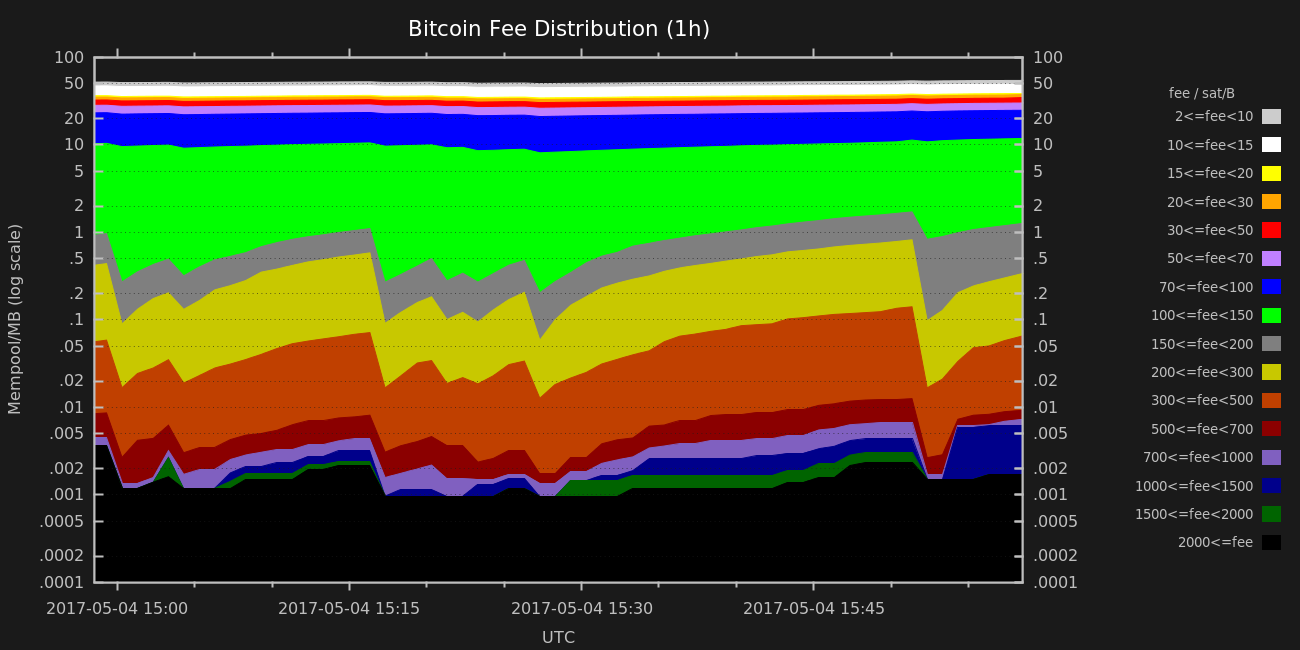 Bitcoin Fee Distribution (1h)
100
50
20
10
5
2
1
.5
.2
.1
.05
.02
.01
.005
.002
.001
.0005
.0002
.0001
Mempool/MB (log scale)
100
50
20
10
5
2
1
.5
.2
.1
.05
.02
.01
.005
.002
.001
.0005
.0002
.0001
2017-05-04 15:00
2017-05-04 15:15
2017-05-04 15:30
2017-05-04 15:45
UTC
fee / sat/B
2<=fee<10
10<=fee<15
15<=fee<20
20<=fee<30
30<=fee<50
50<=fee<70
70<=fee<100
100<=fee<150
150<=fee<200
200<=fee<300
300<=fee<500
500<=fee<700
700<=fee<1000
1000<=fee<1500
1500<=fee<2000
2000<=fee